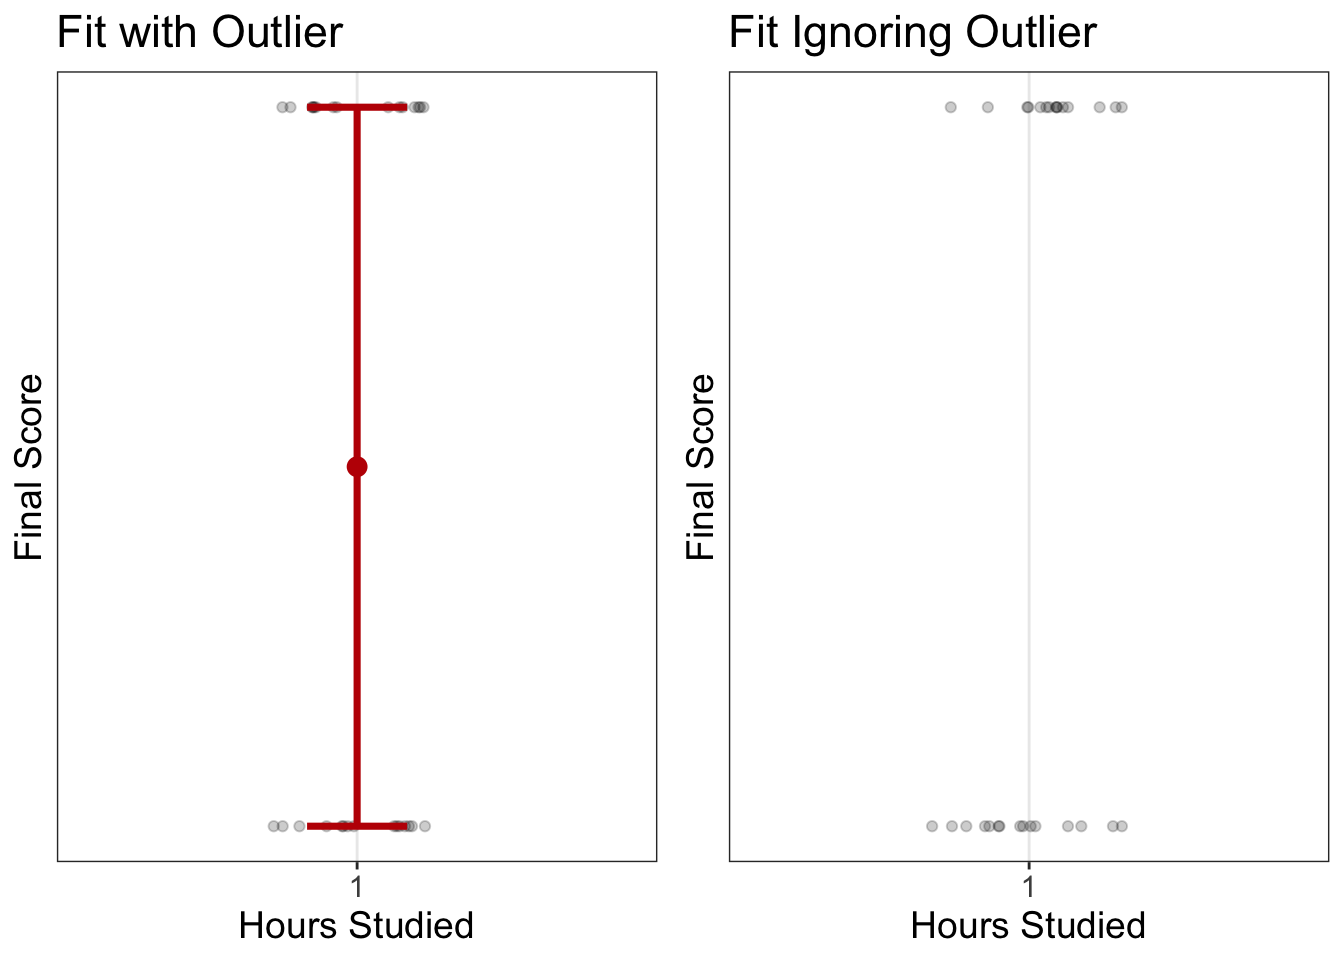 Fit with Outlier
Final Score
1
Hours Studied
Fit Ignoring Outlier
Final Score
1
Hours Studied